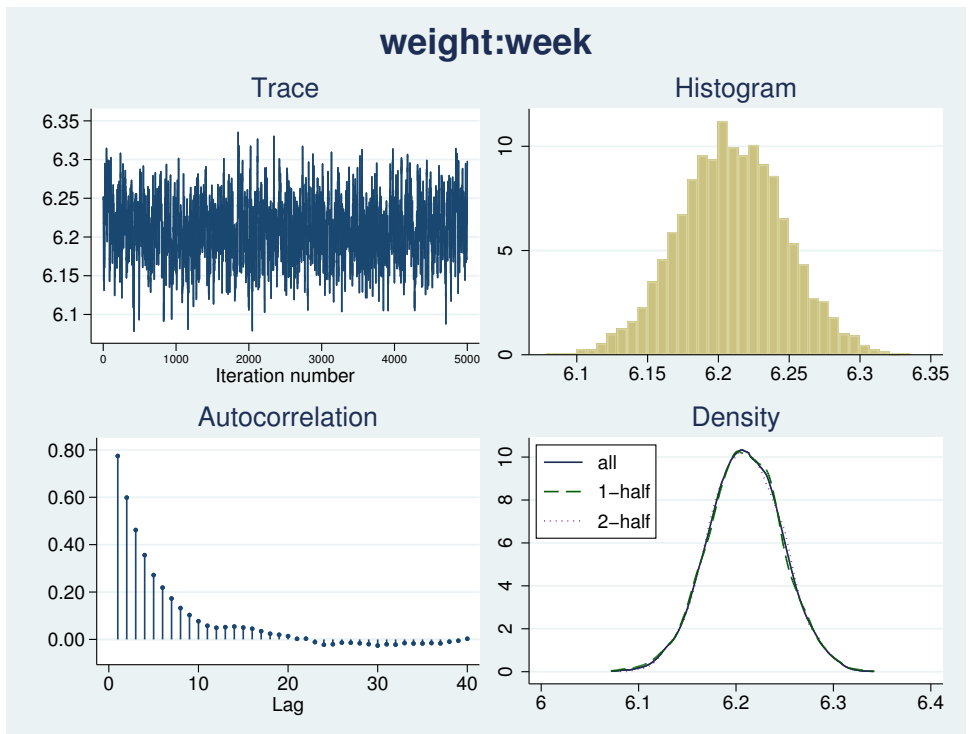 weight:week
Trace
6.35
6.3
6.25
6.2
6.15
6.1
0 1000 2000 3000 4000 5000
Iteration number
Histogram
10
5
0
6.1 6.15 6.2 6.25 6.3 6.35
Autocorrelation
0.80
0.60
0.40
0.20
0.00
0 10 20 30 40
Lag
Density
10
8
6
4
2
0
all
1−half
2−half
6 6.1 6.2 6.3 6.4